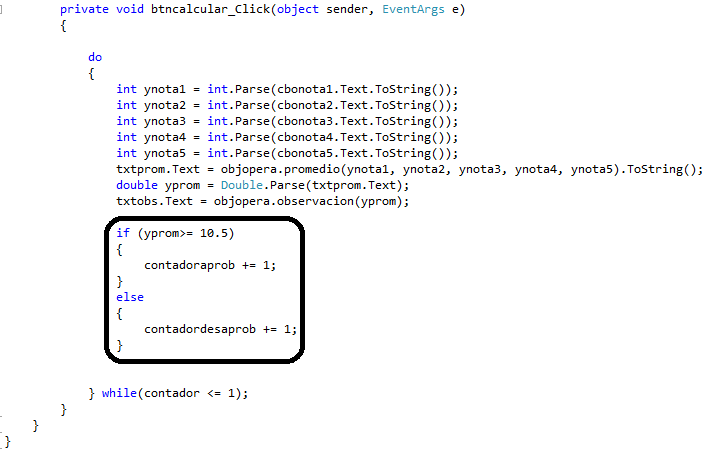 private void btncalcular_Click(object sender, EventArgs e)
{
do
{
int ynota1 = int.Parse(cbonota1.Text.ToString());
int ynota2 = int.Parse(cbonota2.Text.ToString());
int ynota3 = int.Parse(cbonota3.Text.ToString());
int ynota4 = int.Parse(cbonota4.Text.ToString());
int ynota5 = int.Parse(cbonota5.Text.ToString());
txtprom.Text = objopera.promedio(ynota1, ynota2, ynota3, ynota4, ynota5).ToString();
double yprom = Double.Parse(txtprom.Text);
txtobs.Text = objopera.observacion(yprom);
if (yprom>= 10.5)
{
contadoraprob += 1;
}
else
{
contadordesaprob += 1;
}
} while(contador <= 1);
}
}
}